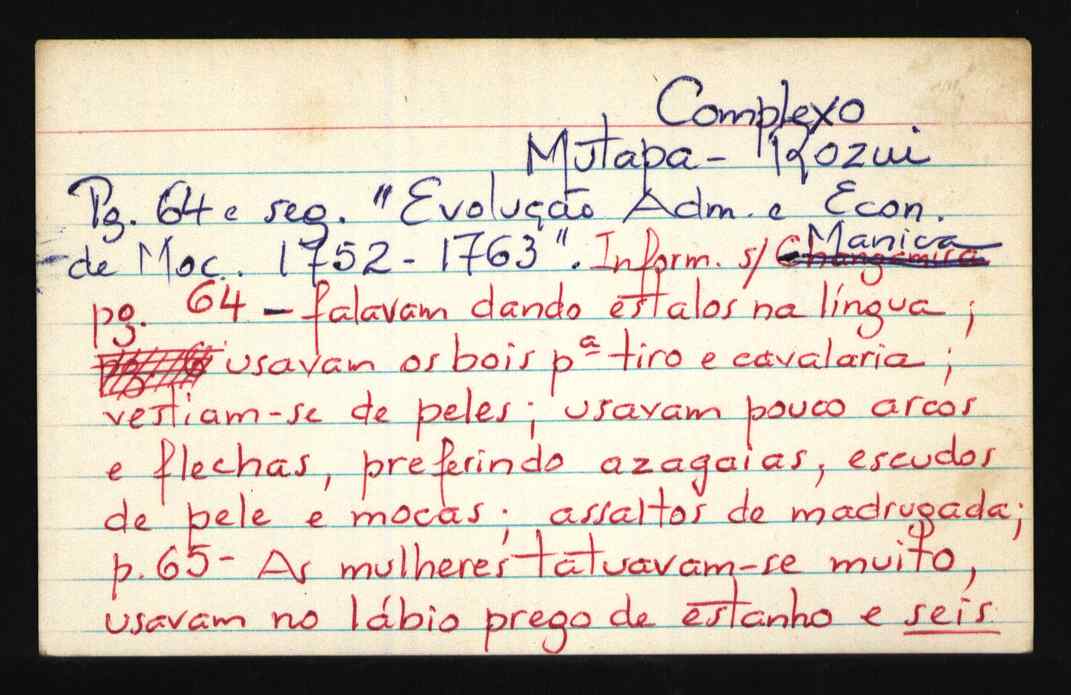 Complexo
Mutapa - Rozui
Pg. 64 e seg. "Evolução Adm. e Econ.
de Moc. 1752 - 1763". Inform. s/ Manica
pg. 64 - falavam dando estalos na língua;
usavam os bois pª tiro e cavalaria;
vestiam-se de peles; usavam pouco arcos
e flechas, preferindo azagaias, escudos
de pele e mocas; assaltos de madrugada;
p. 65 - As mulheres tatuavam-se muito,
usavam no lábio prego de estanho e seis